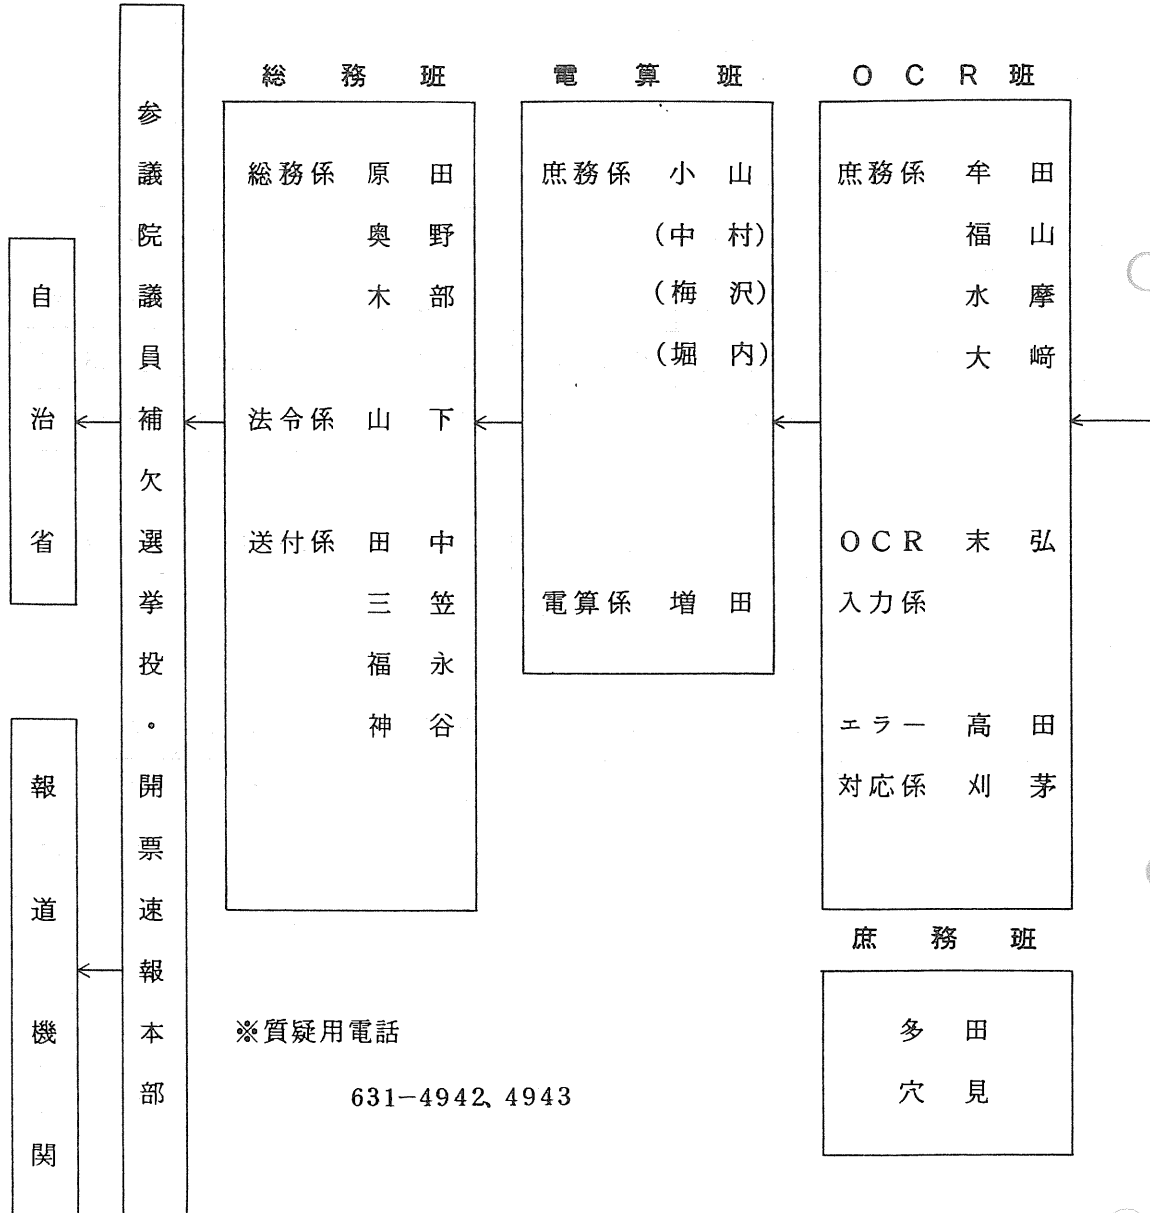 自治省
報道機関
参議院議員補欠選挙投・開票速報本部
総務班
総務係 原田
奥野
木部
法令係 山下
送付係 田中
三笠
福永
神谷
電算班
庶務係 小山
(中村)
(梅沢)
(堀内)
電算係 増田
OCR班
庶務係 牟田
福山
水摩
大﨑
OCR 末弘
入力係
エラー 高田
対応係 刈茅
庶務班
多田
穴見
※質疑用電話
631-4942、4943